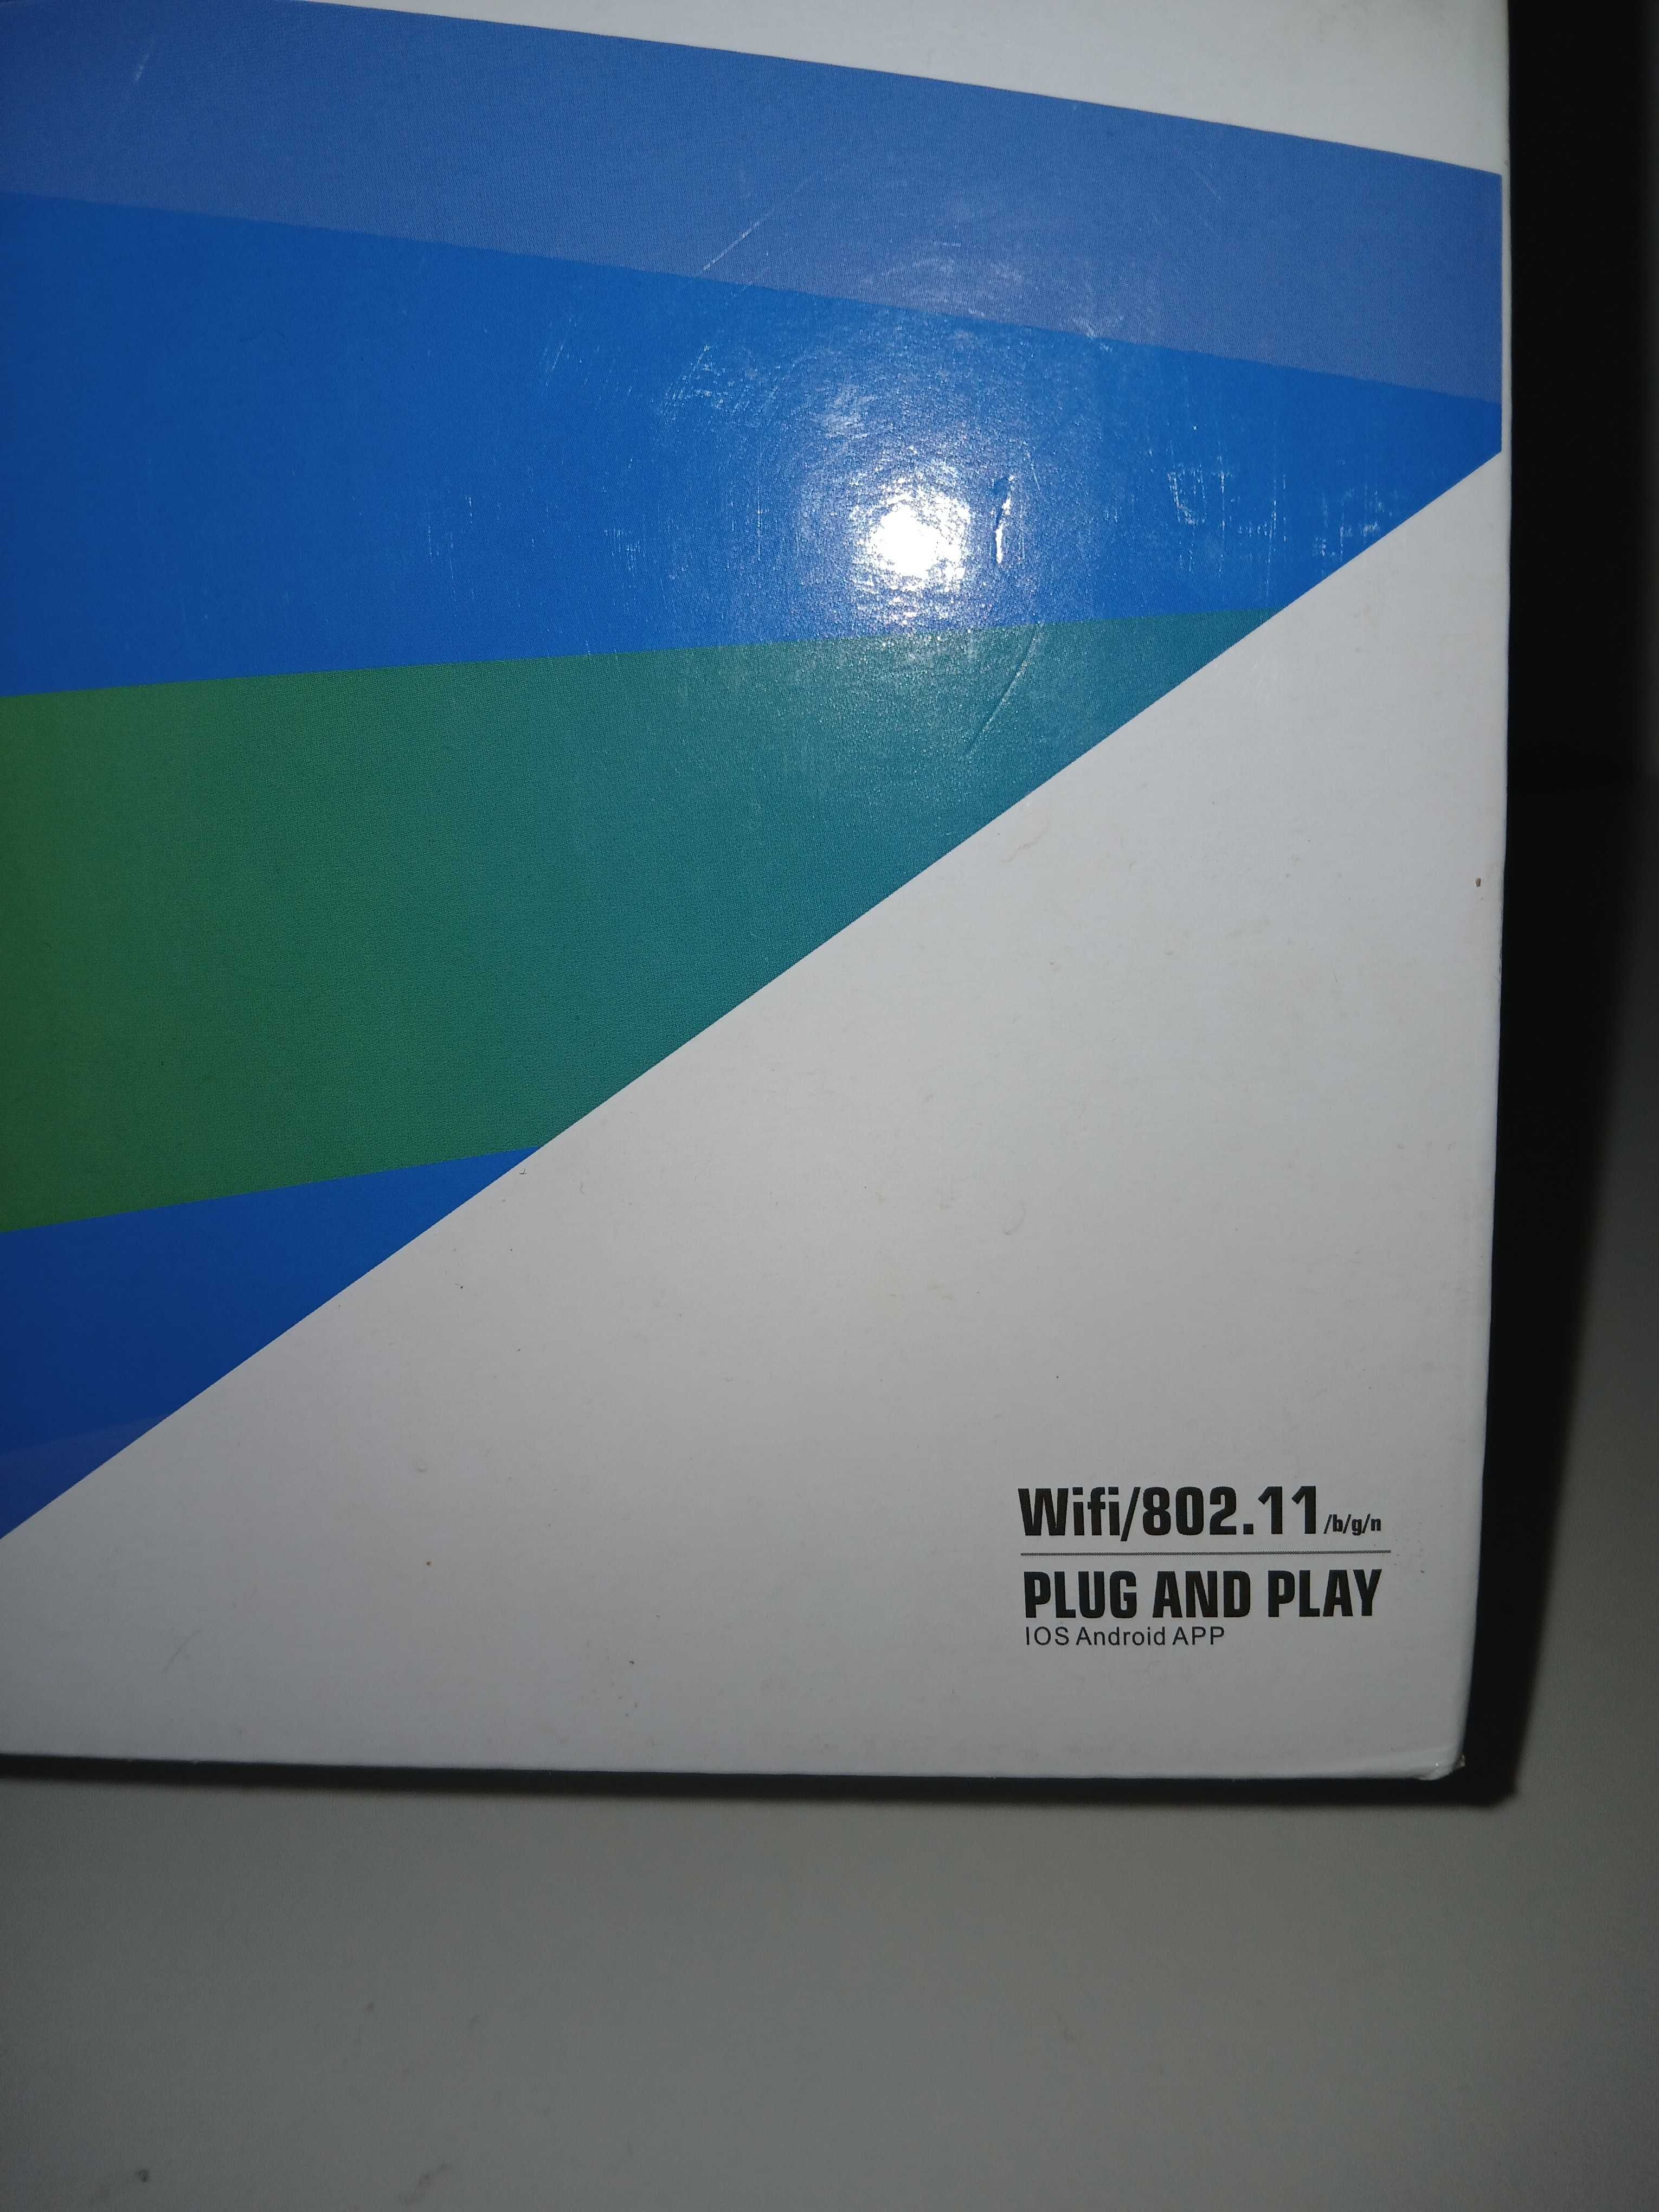 Wifi/802.11/b/g/n
PLUG AND PLAY
IOS Android APP